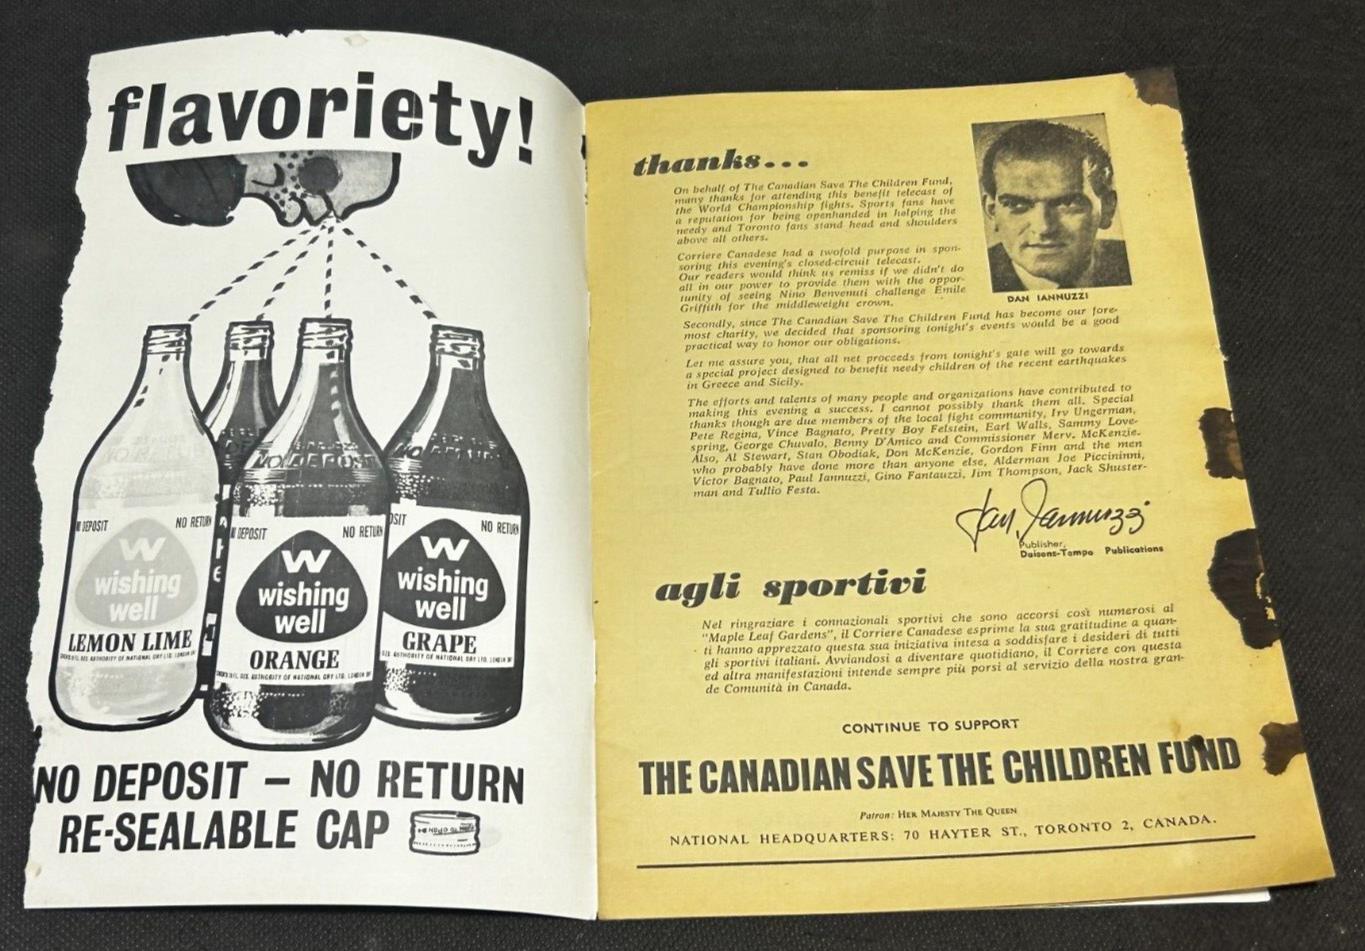 flavoriety!
NO DEPOSIT
NO RETURN
W
wishing
well
LEMON LIME
NO DEPOSIT
DEPOSIT
NO RETURN
W
wishing
well
ORANGE
NO RETURN
W
wishing
well
GRAPE
NO DEPOSIT – NO RETURN
RE-SEALABLE CAP
thanks...
On behalf of The Canadian Save The Children Fund,
many thanks for attending this benefit telecast of
the World Championship fights. Sports fans have
a reputation for being openhanded in helping the
needy and Toronto fans stand head and shoulders
above all others.
Corriere Canadese had a twofold purpose in spon-
soring this evening's closed-circuit telecast.
Our readers would think us remiss if we didn't do
all in our power to provide them with the oppor-
tunity of seeing Nino Benvenuti challenge Emile
Griffith for the middleweight crown.
DAN IANNUZZI
Secondly, since The Canadian Save The Children Fund has become our fore-
most charity, we decided that sponsoring tonight's events would be a good
practical way to honor our obligations.
Let me assure you, that all net proceeds from tonight's gate will go towards
a special project designed to benefit needy children of the recent earthquakes
in Greece and Sicily.
The efforts and talents of many people and organizations have contributed to
making this evening a success. I cannot possibly thank them all. Special
thanks though are due members of the local fight community, Irv Ungerman,
Pete Regina, Vince Bagnato, Pretty Boy Felstein, Earl Walls, Sammy Love-
spring, George Chuvalo, Benny D'Amico and Commissioner Merv. McKenzie.
Also, Al Stewart, Stan Obodiak, Don McKenzie, Gordon Finn and the men
who probably have done more than anyone else, Alderman Joe Piccininni,
Victor Bagnato, Paul Iannuzzi, Gino Fantauzzi, Jim Thompson, Jack Shuster-
man and Tullio Festa.
Dan Iannuzzi
Publisher,
Daisons-Tempo Publications
agli sportivi
Nel ringraziare i connazionali sportivi che sono accorsi così numerosi al
"Maple Leaf Gardens", il Corriere Canadese esprime la sua gratitudine a quan-
ti hanno apprezzato questa sua iniziativa intesa a soddisfare i desideri di tutti
gli sportivi italiani. Avviandosi a diventare quotidiano, il Corriere con questa
ed altra manifestazioni intende sempre più porsi al servizio della nostra gran-
de Comunità in Canada.
CONTINUE TO SUPPORT
THE CANADIAN SAVE THE CHILDREN FUND
Patron: HER MAJESTY THE QUEEN
NATIONAL HEADQUARTERS: 70 HAYTER ST., TORONTO 2, CANADA.